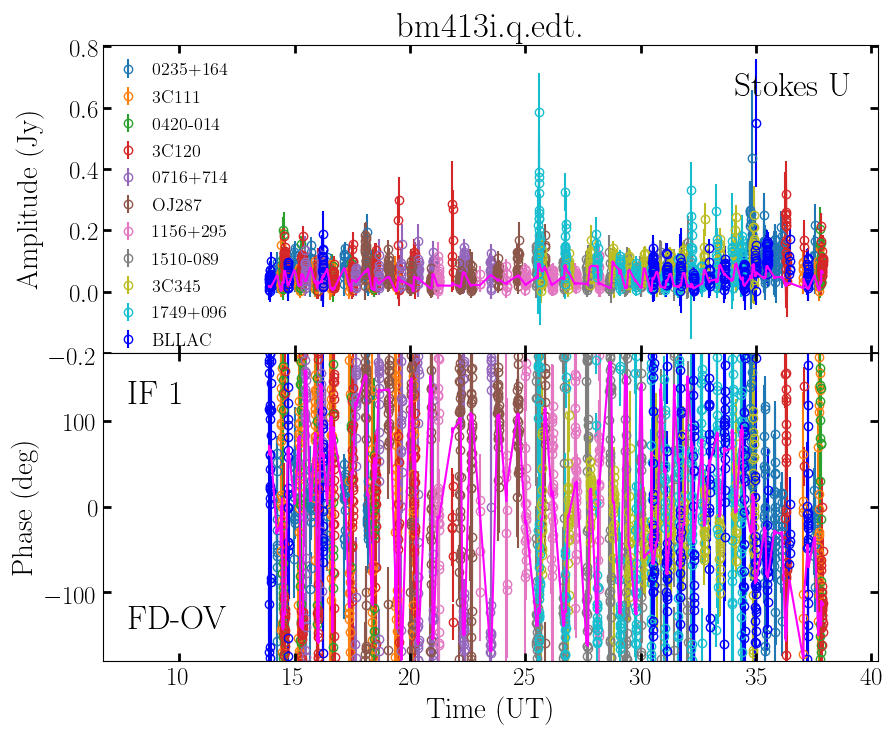 bm413i.q.edt.
Stokes U
Amplitude (Jy)
0.8
0.6
0.4
0.2
0.0
−0.2
0235+164
3C111
0420-014
3C120
0716+714
OJ287
1156+295
1510-089
3C345
1749+096
BLLAC
IF 1
FD-OV
Phase (deg)
100
0
−100
10
15
20
25
30
35
40
Time (UT)